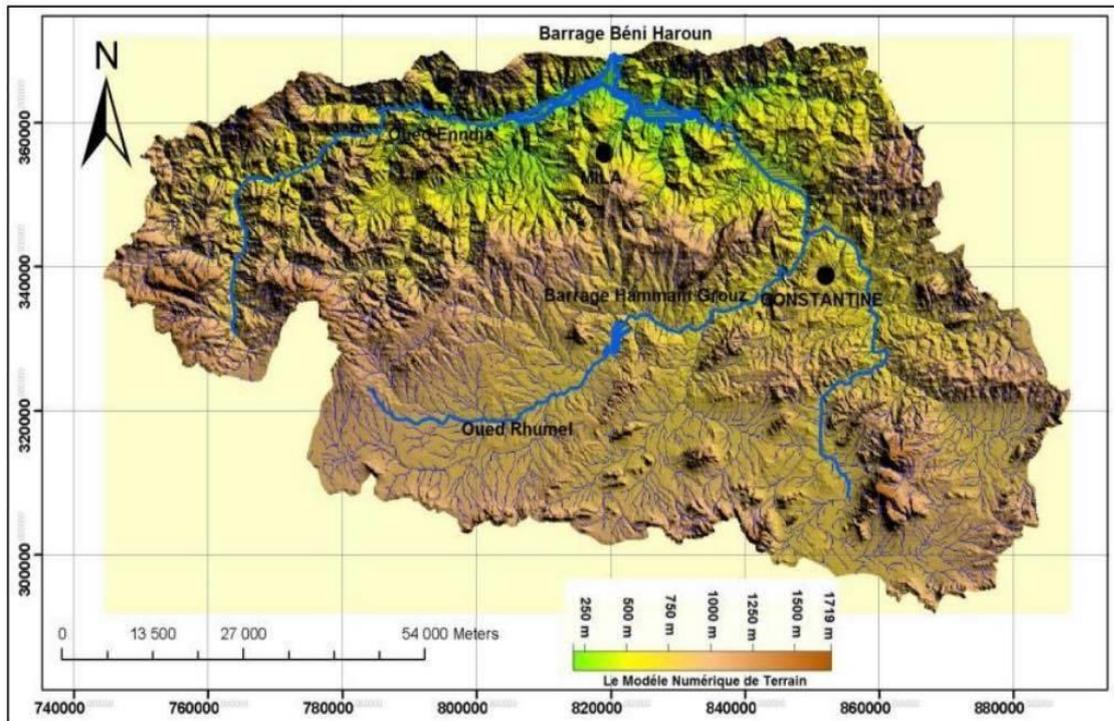 Barrage Béni Haroun
N
Oued Enndja
MILA
Barrage Hammam Grouz
CONSTANTINE
Oued Rhumel
360000
340000
320000
300000
0 13 500 27 000 54 000 Meters
250 m 500 m 750 m 1000 m 1250 m 1500 m 1719 m
Le Modéle Numérique de Terrain
740000 760000 780000 800000 820000 840000 860000 880000